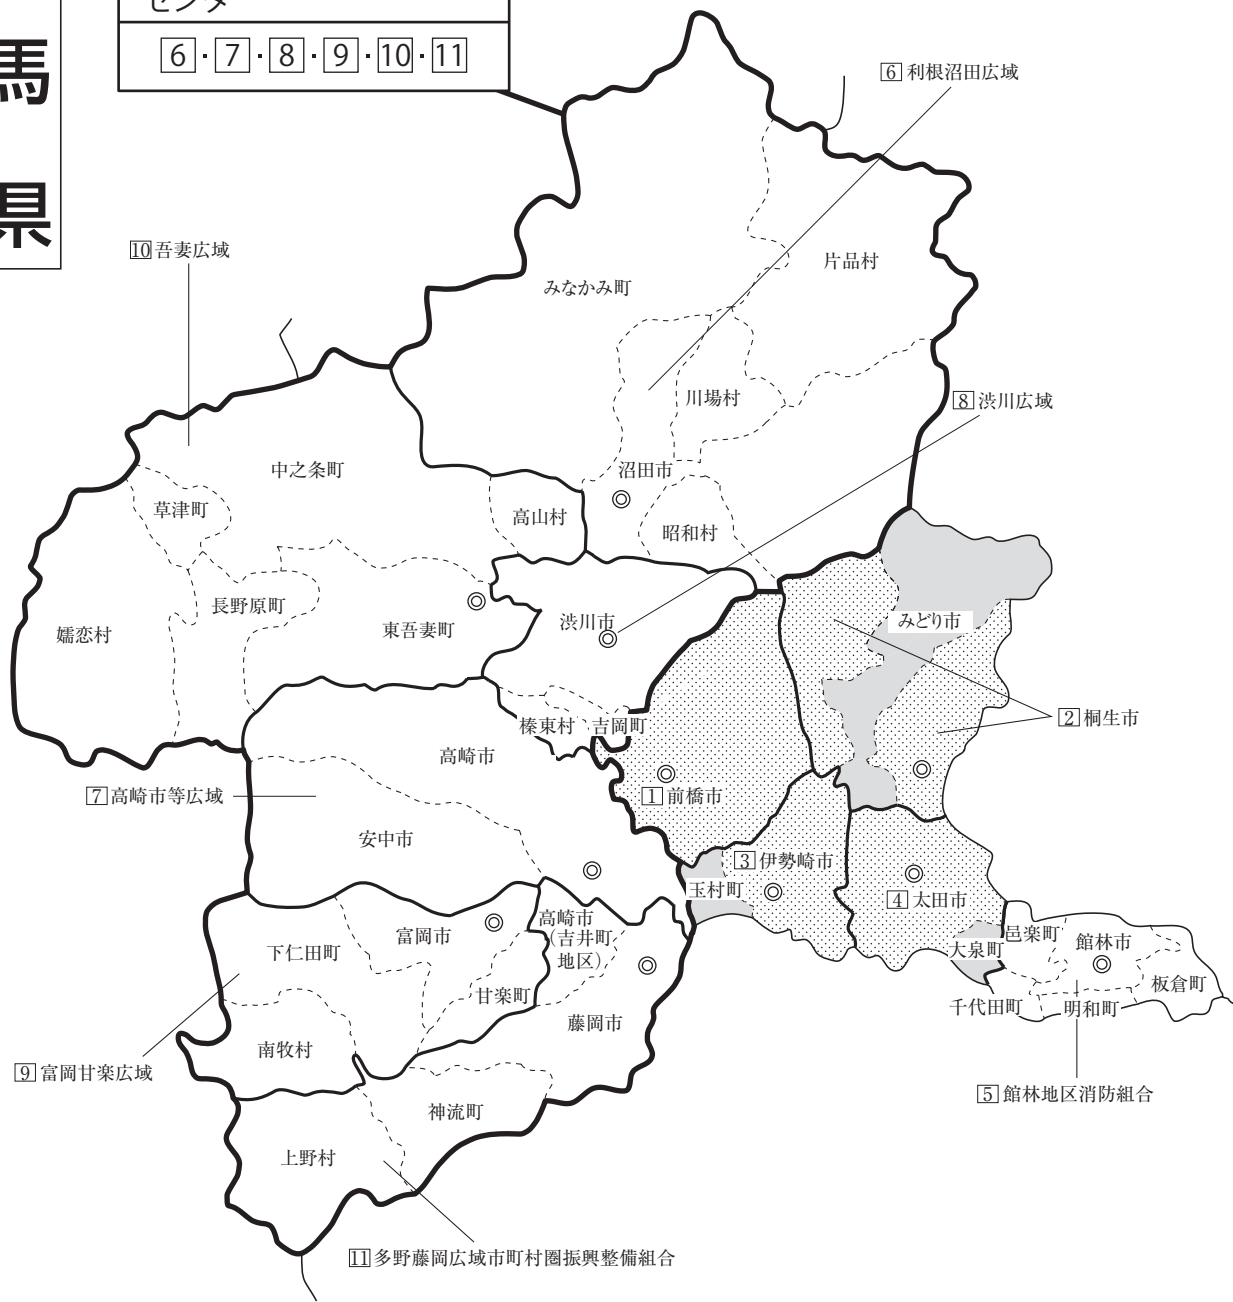 馬
県
センター
6・7・8・9・10・11
6 利根沼田広域
10 吾妻広域
片品村
みなかみ町
川場村
8 渋川広域
中之条町
沼田市
草津町
高山村
昭和村
長野原町
嬬恋村
東吾妻町
渋川市
みどり市
榛東村
吉岡町
2 桐生市
高崎市
7 高崎市等広域
1 前橋市
安中市
3 伊勢崎市
玉村町
4 太田市
高崎市
(吉井町
地区)
富岡市
下仁田町
邑楽町
館林市
大泉町
板倉町
甘楽町
千代田町
明和町
藤岡市
南牧村
9 富岡甘楽広域
5 館林地区消防組合
神流町
上野村
11 多野藤岡広域市町村圏振興整備組合